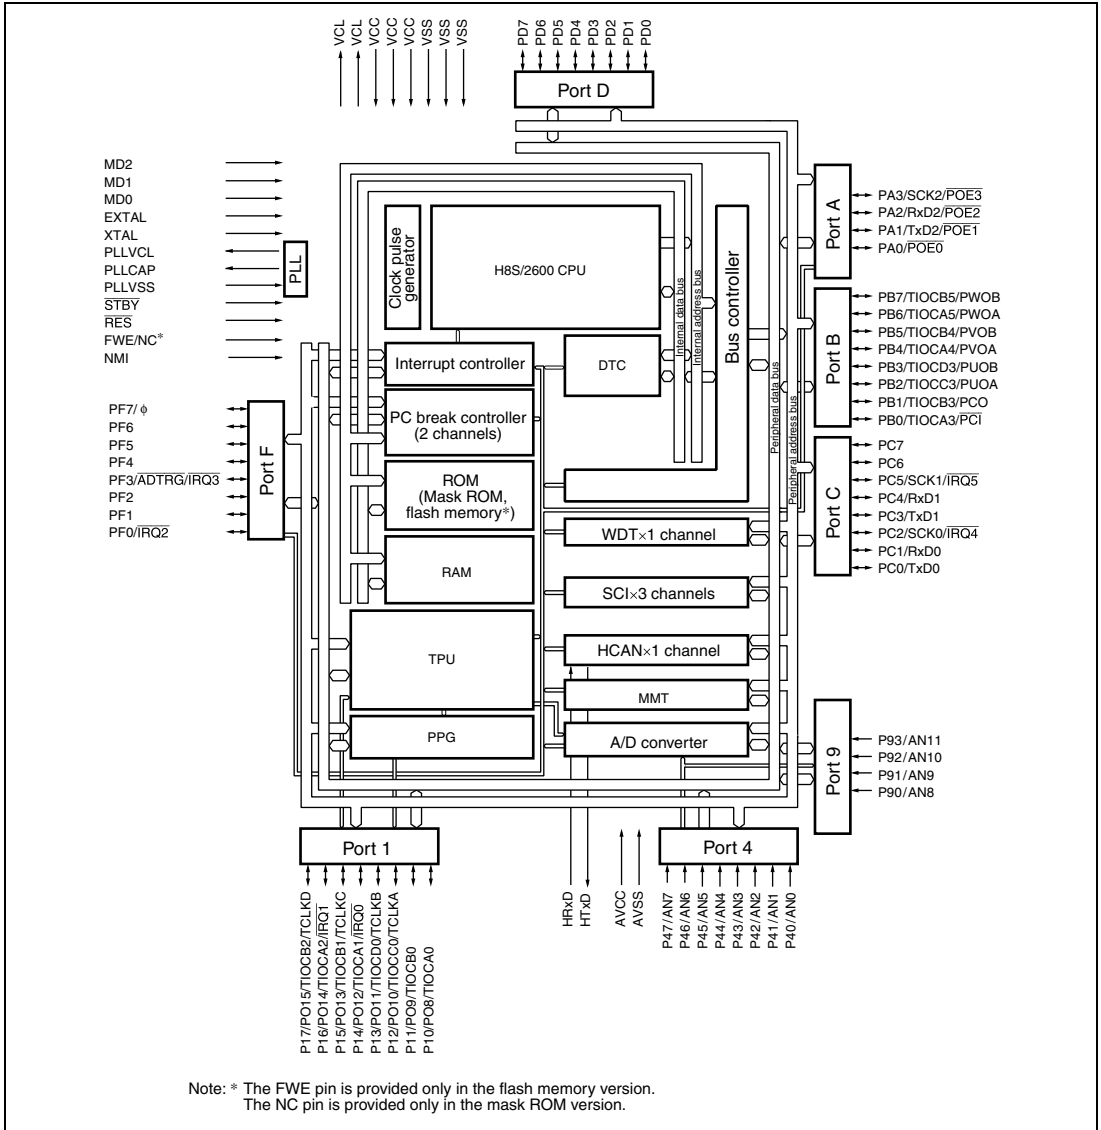 VCL
VCL
VCC
VCC
VCC
VSS
VSS
VSS
PD7
PD6
PD5
PD4
PD3
PD2
PD1
PD0
Port D
MD2
MD1
MD0
EXTAL
XTAL
PLLVCL
PLLCAP
PLLVSS
STBY
RES
FWE/NC*
NMI
PLL
Clock pulse
generator
H8S/2600 CPU
Internal data bus
Internal address bus
Bus controller
Interrupt controller
DTC
PC break controller
(2 channels)
ROM
(Mask ROM,
flash memory*)
RAM
TPU
PPG
WDT×1 channel
SCI×3 channels
HCAN×1 channel
MMT
A/D converter
Peripheral data bus
Peripheral address bus
Port A
PA3/SCK2/POE3
PA2/RxD2/POE2
PA1/TxD2/POE1
PA0/POE0
Port B
PB7/TIOCB5/PWOB
PB6/TIOCA5/PWOA
PB5/TIOCB4/PVOB
PB4/TIOCA4/PVOA
PB3/TIOCD3/PUOB
PB2/TIOCC3/PUOA
PB1/TIOCB3/PCO
PB0/TIOCA3/PCI
Port C
PC7
PC6
PC5/SCK1/IRQ5
PC4/RxD1
PC3/TxD1
PC2/SCK0/IRQ4
PC1/RxD0
PC0/TxD0
PF7/ϕ
PF6
PF5
PF4
PF3/ADTRG/IRQ3
PF2
PF1
PF0/IRQ2
Port F
Port 9
P93/AN11
P92/AN10
P91/AN9
P90/AN8
Port 1
P17/PO15/TIOCB2/TCLKD
P16/PO14/TIOCA2/IRQ1
P15/PO13/TIOCB1/TCLKC
P14/PO12/TIOCA1/IRQ0
P13/PO11/TIOCD0/TCLKB
P12/PO10/TIOCC0/TCLKA
P11/PO9/TIOCB0
P10/PO8/TIOCA0
HRxD
HTxD
AVCC
AVSS
Port 4
P47/AN7
P46/AN6
P45/AN5
P44/AN4
P43/AN3
P42/AN2
P41/AN1
P40/AN0
Note: * The FWE pin is provided only in the flash memory version.
The NC pin is provided only in the mask ROM version.